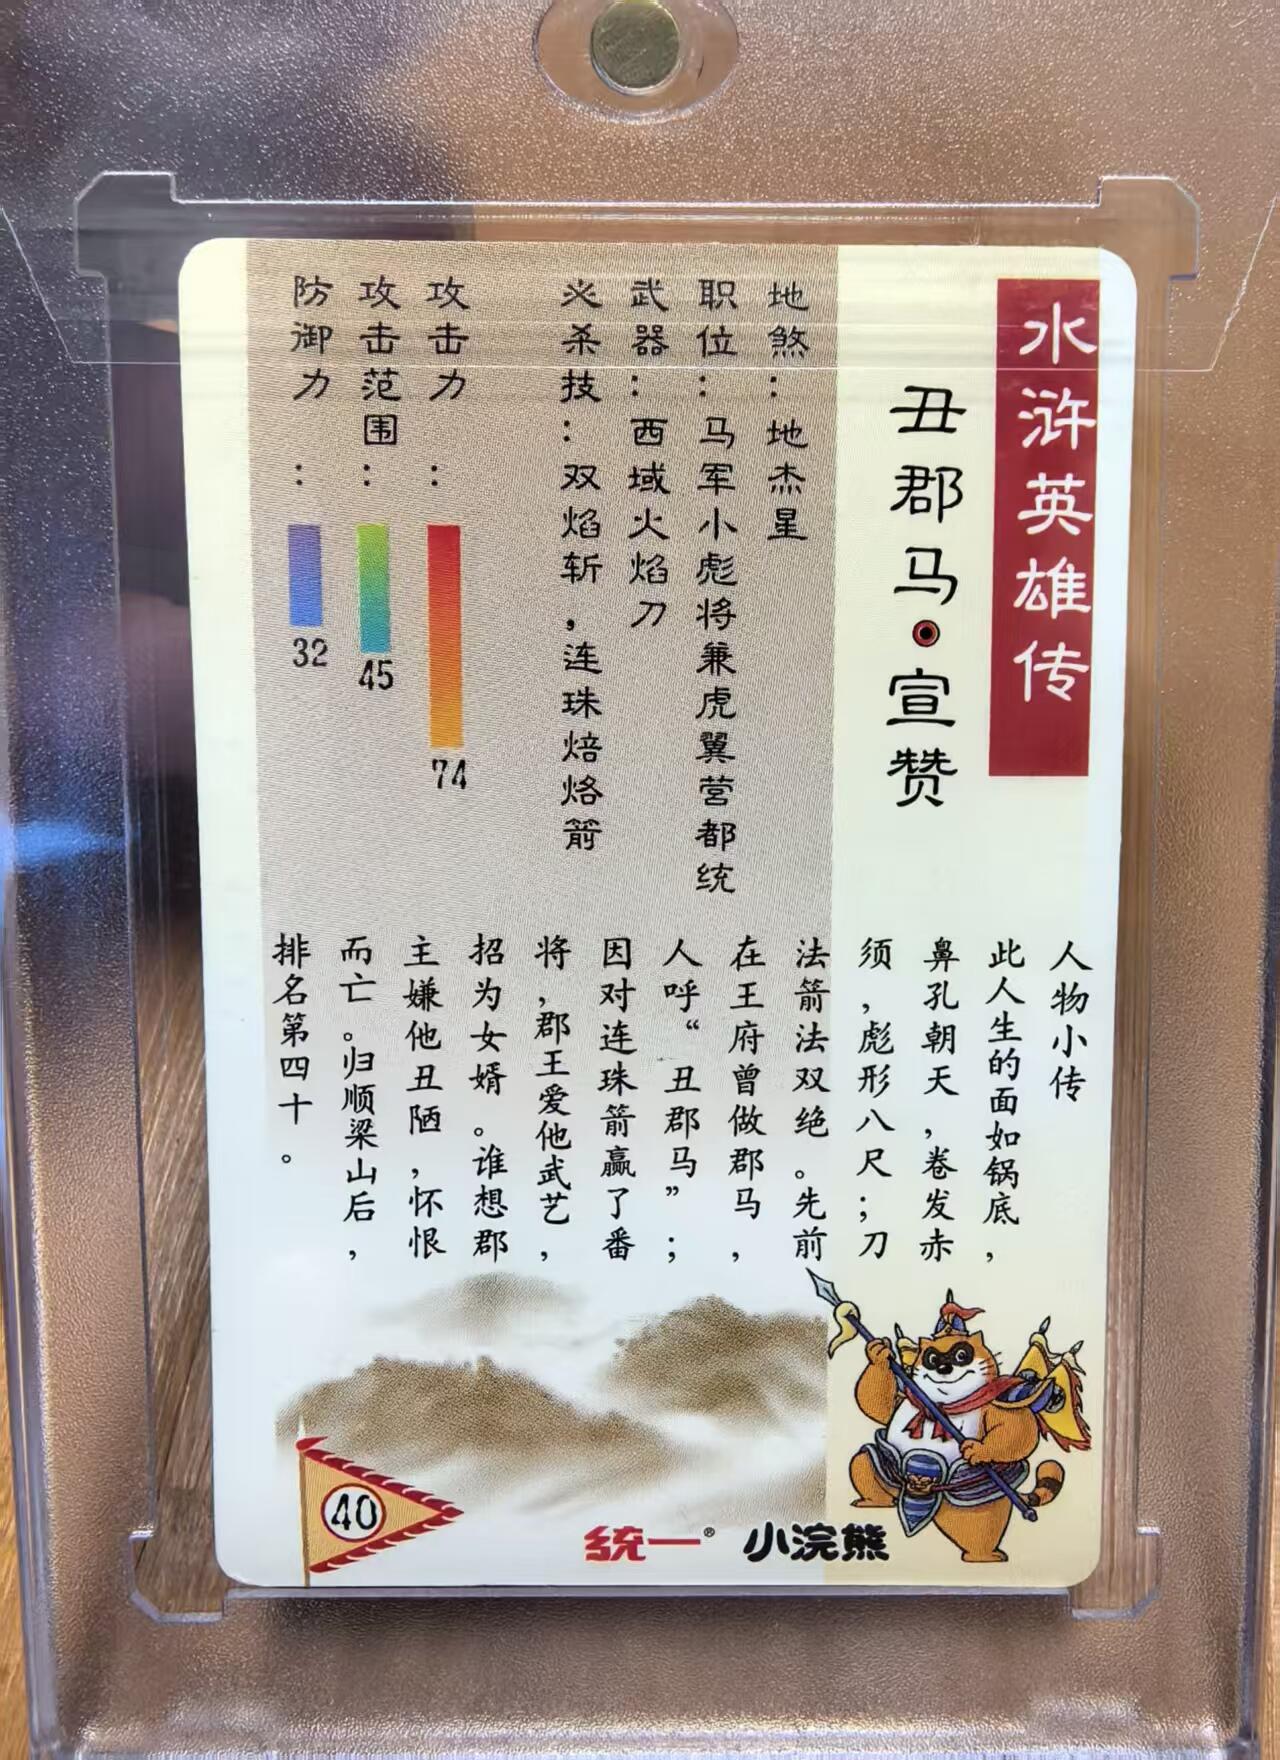 水浒英雄传
丑郡马·宣赞
地煞：地杰星
职位：马军小彪将兼虎翼营都统
武器：西域火焰刀
必杀技：双焰斩，连珠焙烙箭
攻击力：
74
攻击范围：
45
防御力：
32
人物小传
此人生的面如锅底，
鼻孔朝天，卷发赤
须，彪形八尺；刀
法箭法双绝。先前
在王府曾做郡马，
人呼“丑郡马”；
因对连珠箭赢了番
将，郡王爱他武艺，
招为女婿。谁想郡
主嫌他丑陋，怀恨
而亡。归顺梁山后，
排名第四十。
40
统一® 小浣熊